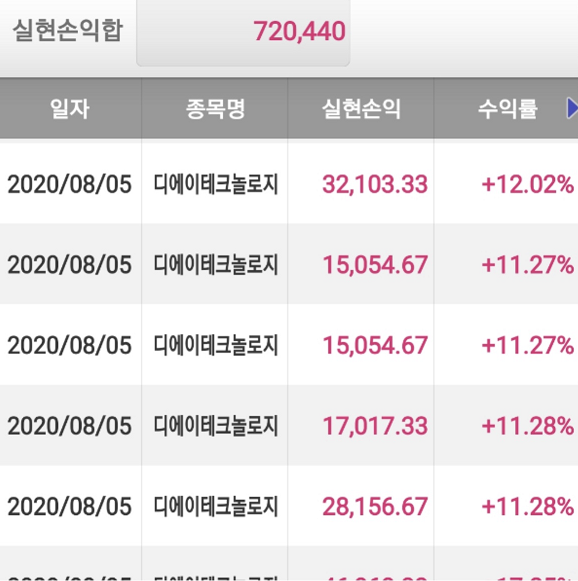 실현손익합 720,440
일자 종목명 실현손익 수익률
2020/08/05 디에이테크놀로지 32,103.33 +12.02%
2020/08/05 디에이테크놀로지 15,054.67 +11.27%
2020/08/05 디에이테크놀로지 15,054.67 +11.27%
2020/08/05 디에이테크놀로지 17,017.33 +11.28%
2020/08/05 디에이테크놀로지 28,156.67 +11.28%